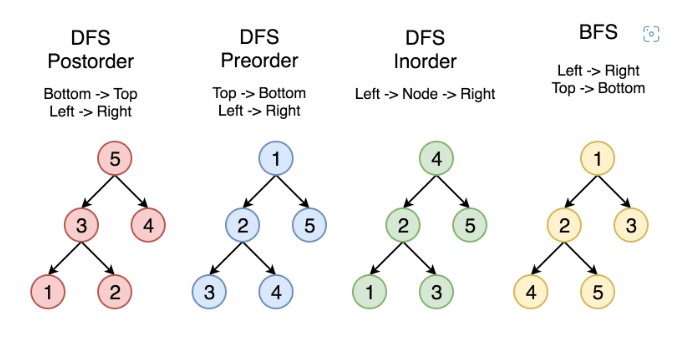 DFS
Postorder
Bottom -> Top
Left -> Right
5
3
4
1
2
DFS
Preorder
Top -> Bottom
Left -> Right
1
2
5
3
4
DFS
Inorder
Left -> Node -> Right
4
2
5
1
3
BFS
Left -> Right
Top -> Bottom
1
2
3
4
5